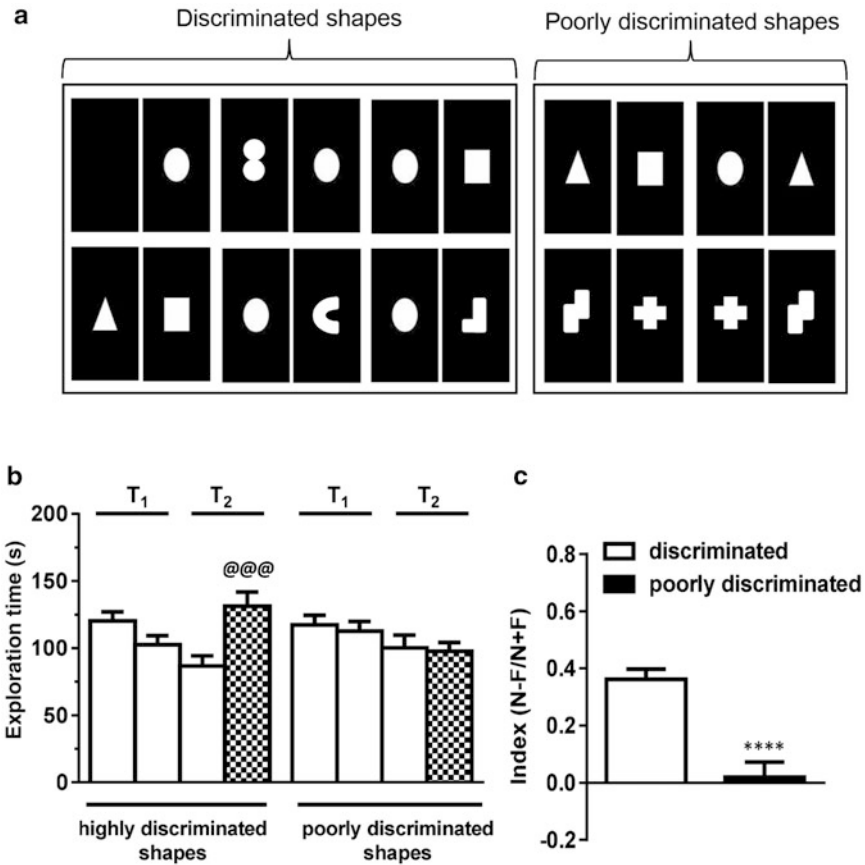 a
Discriminated shapes
Poorly discriminated shapes
b
T1 T2 T1 T2
200
150
100
50
0
Exploration time (s)
@@@
highly discriminated
shapes
poorly discriminated
shapes
c
0.8
0.6
0.4
0.2
0.0
-0.2
Index (N-F/N+F)
discriminated
poorly discriminated
****